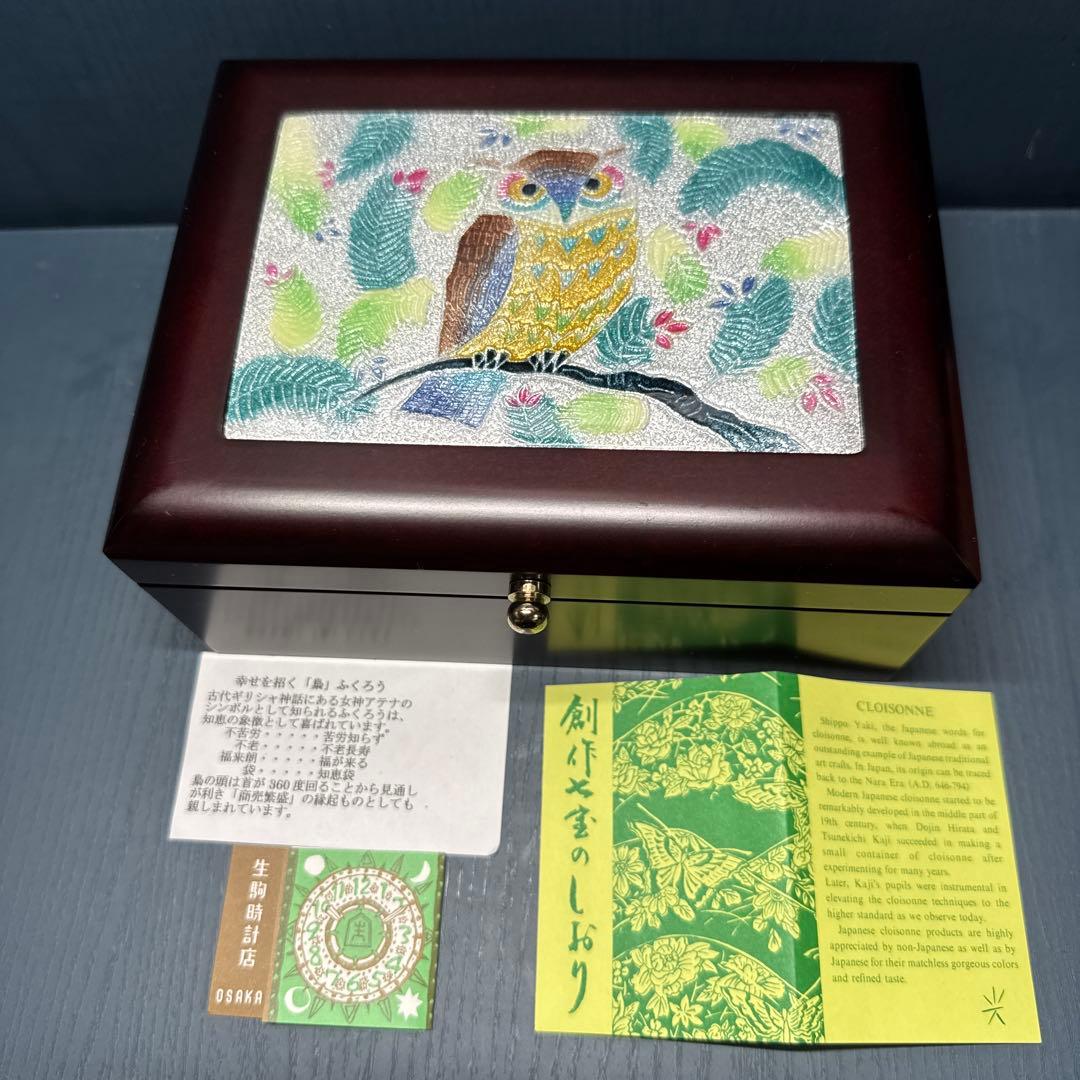 幸せを招く「梟」ふくろう
古代ギリシャ神話にある女神アテナの
シンボルとして知られるふくろうは、
知恵の象徴として喜ばれています。
不苦労・・・・・苦労知らず
不老・・・・・不老長寿
福来朗・・・・・福が来る
袋・・・・・知恵袋
梟の頭は首が360度回ることから見通し
が利き「商売繁盛」の縁起ものとしても
親しまれています。
生駒時計店
OSAKA
12
1
2
3
4
5
6
7
8
9
10
11
創作七宝のしおり
CLOISONNE
Shippo Yaki, the Japanese words for
cloisonne, is well known abroad as an
outstanding example of Japanese traditional
art crafts. In Japan, its origin can be traced
back to the Nara Era (A.D. 646-794)
Modern Japanese cloisonne started to be
remarkably developed in the middle part of
19th century, when Dojin Hirata and
Tsunekichi Kaji succeeded in making a
small container of cloisonne after
experimenting for many years.
Later, Kaji's pupils were instrumental in
elevating the cloisonne techniques to the
higher standard as we observe today.
Japanese cloisonne products are highly
appreciated by non-Japanese as well as by
Japanese for their matchless gorgeous colors
and refined taste.